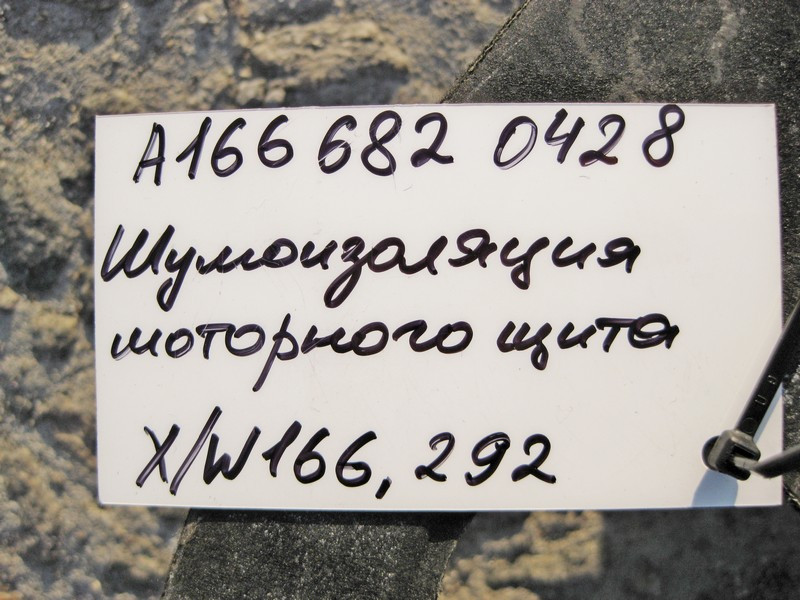 A166 682 0428
Шумоизоляция
моторного щита
X/W166, 292